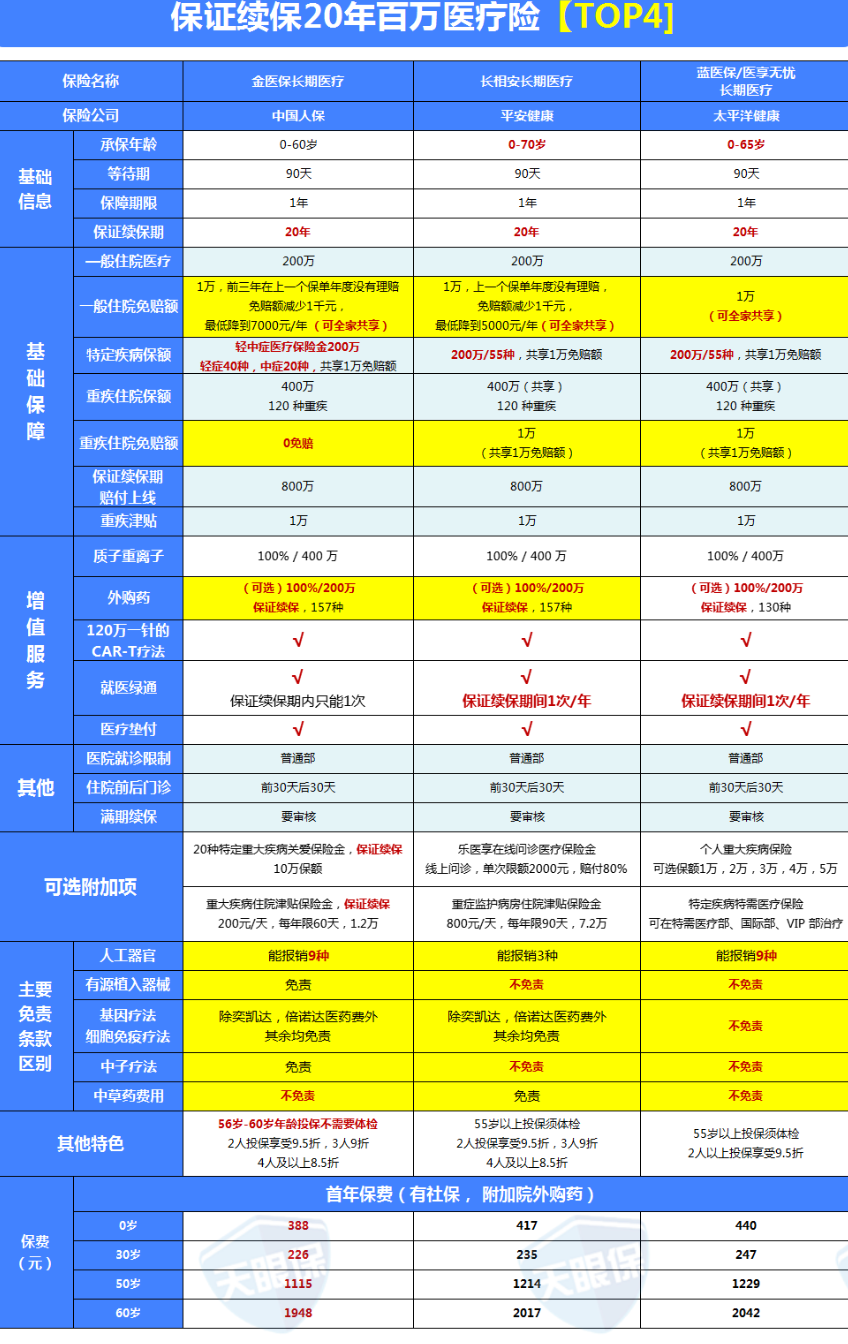 保证续保20年百万医疗险【TOP4]
保险名称 金医保长期医疗 长相安长期医疗 蓝医保/医享无忧
长期医疗
保险公司 中国人保 平安健康 太平洋健康
基础
信息
承保年龄 0-60岁 0-70岁 0-65岁
等待期 90天 90天 90天
保障期限 1年 1年 1年
保证续保期 20年 20年 20年
基
础
保
障
一般住院医疗 200万 200万 200万
一般住院免赔额
1万，前三年在上一个保单年度没有理赔
免赔额减少1千元，
最低降到7000元/年（可全家共享）
1万，上一个保单年度没有理赔，
免赔额减少1千元，
最低降到5000元/年（可全家共享）
1万
（可全家共享）
特定疾病保额
轻中症医疗保险金200万
轻症40种，中症20种，共享1万免赔额
200万/55种，共享1万免赔额
200万/55种，共享1万免赔额
重疾住院保额
400万
120 种重疾
400万（共享）
120 种重疾
400万（共享）
120 种重疾
重疾住院免赔额
0免赔
1万
（共享1万免赔额）
1万
（共享1万免赔额）
保证续保期
赔付上线
800万 800万 800万
重疾津贴 1万 1万 1万
增
值
服
务
质子重离子 100% / 400 万 100% / 400 万 100% / 400万
外购药
（可选）100%/200万
保证续保，157种
（可选）100%/200万
保证续保，157种
（可选）100%/200万
保证续保，130种
120万一针的
CAR-T疗法
√ √ √
就医绿通
√
保证续保期内只能1次
√
保证续保期间1次/年
√
保证续保期间1次/年
医疗垫付 √ √ √
其他
医院就诊限制 普通部 普通部 普通部
住院前后门诊 前30天后30天 前30天后30天 前30天后30天
满期续保 要审核 要审核 要审核
可选附加项
20种特定重大疾病关爱保险金，保证续保
10万保额
乐医享在线问诊医疗保险金
线上问诊，单次限额2000元，赔付80%
个人重大疾病保险
可选保额1万，2万，3万，4万，5万
重大疾病住院津贴保险金，保证续保
200元/天，每年限60天，1.2万
重症监护病房住院津贴保险金
800元/天，每年限90天，7.2万
特定疾病特需医疗保险
可在特需医疗部、国际部、VIP 部治疗
主要
免责
条款
区别
人工器官 能报销9种 能报销3种 能报销9种
有源植入器械 免责 不免责 不免责
基因疗法
细胞免疫疗法
除奕凯达，倍诺达医药费外
其余均免责
除奕凯达，倍诺达医药费外
其余均免责
不免责
中子疗法 免责 不免责 不免责
中草药费用 不免责 免责 不免责
其他特色
56岁-60岁年龄投保不需要体检
2人投保享受9.5折，3人9折
4人及以上8.5折
55岁以上投保须体检
2人投保享受9.5折，3人9折
4人及以上8.5折
55岁以上投保须体检
2人以上投保享受9.5折
保费
（元）
首年保费（有社保， 附加院外购药）
0岁 388 417 440
30岁 226 235 247
50岁 1115 1214 1229
60岁 1948 2017 2042
天眼保
天眼保